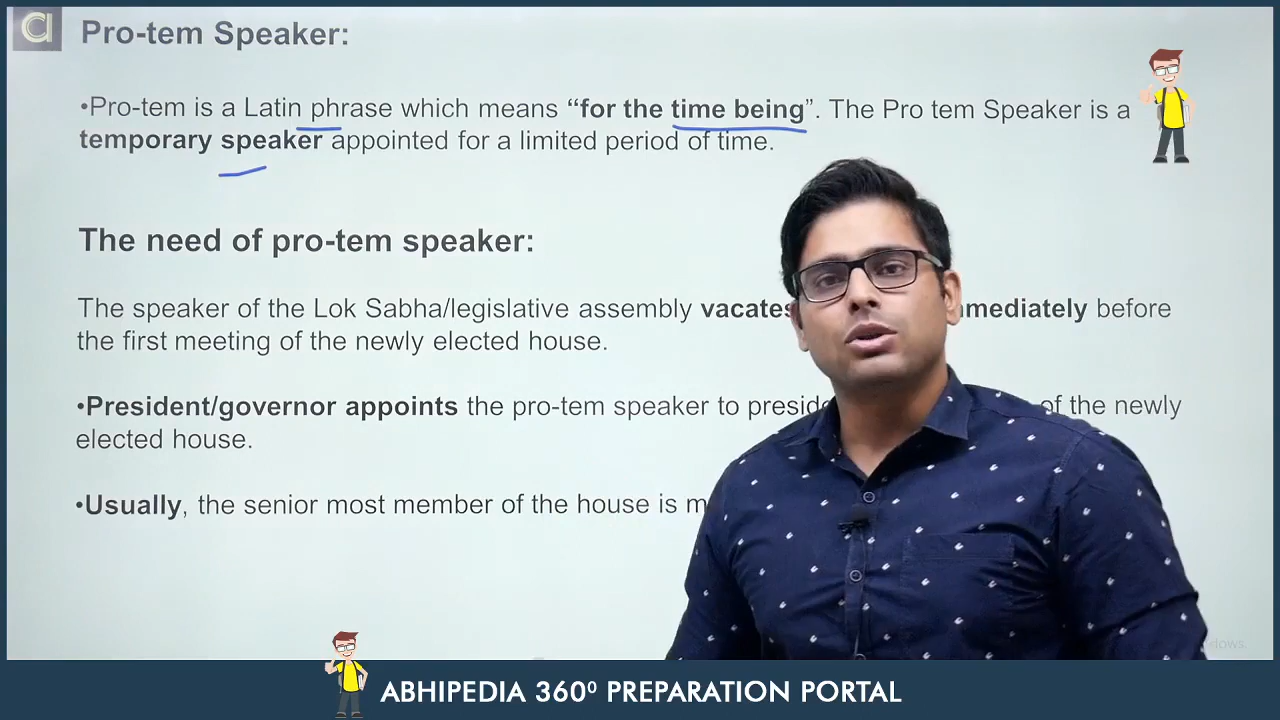 Pro-tem Speaker:
•Pro-tem is a Latin phrase which means “for the time being”. The Pro tem Speaker is a
temporary speaker appointed for a limited period of time.
The need of pro-tem speaker:
The speaker of the Lok Sabha/legislative assembly vacates mmediately before
the first meeting of the newly elected house.
•President/governor appoints the pro-tem speaker to presid of the newly
elected house.
•Usually, the senior most member of the house is m
dows.
ABHIPEDIA 360⁰ PREPARATION PORTAL